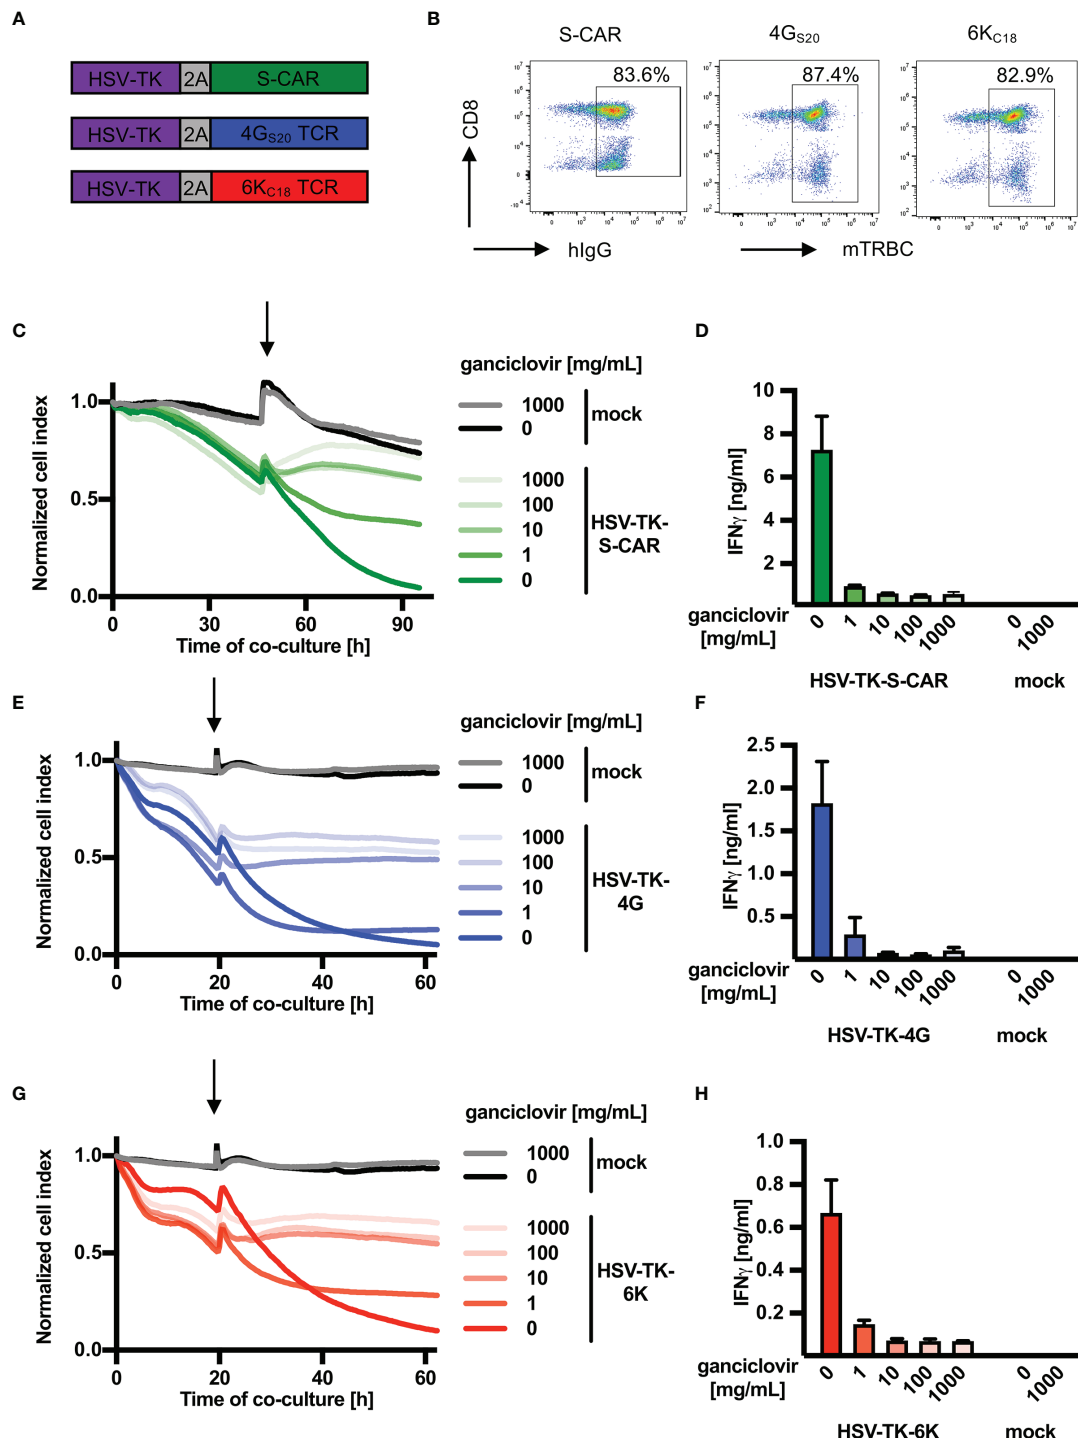 A
HSV-TK 2A S-CAR
HSV-TK 2A 4GS20 TCR
HSV-TK 2A 6KC18 TCR
B
S-CAR 4GS20 6KC18
83.6% 87.4% 82.9%
CD8
hIgG mTRBC
C
Normalized cell index
1.0
0.5
0.0
0 30 60 90
Time of co-culture [h]
ganciclovir [mg/mL]
1000
0
mock
1000
100
10
1
0
HSV-TK-
S-CAR
D
IFNγ [ng/ml]
10
8
6
4
2
ganciclovir
[mg/mL]
0 1 10 100 1000 0 1000
HSV-TK-S-CAR mock
E
Normalized cell index
1.0
0.5
0.0
0 20 40 60
Time of co-culture [h]
ganciclovir [mg/mL]
1000
0
mock
1000
100
10
1
0
HSV-TK-
4G
F
IFNγ [ng/ml]
2.5
2.0
1.5
1.0
0.5
ganciclovir
[mg/mL]
0 1 10 100 1000 0 1000
HSV-TK-4G mock
G
Normalized cell index
1.0
0.5
0.0
0 20 40 60
Time of co-culture [h]
ganciclovir [mg/mL]
1000
0
mock
1000
100
10
1
0
HSV-TK-
6K
H
IFNγ [ng/ml]
1.0
0.8
0.6
0.4
0.2
ganciclovir
[mg/mL]
0 1 10 100 1000 0 1000
HSV-TK-6K mock